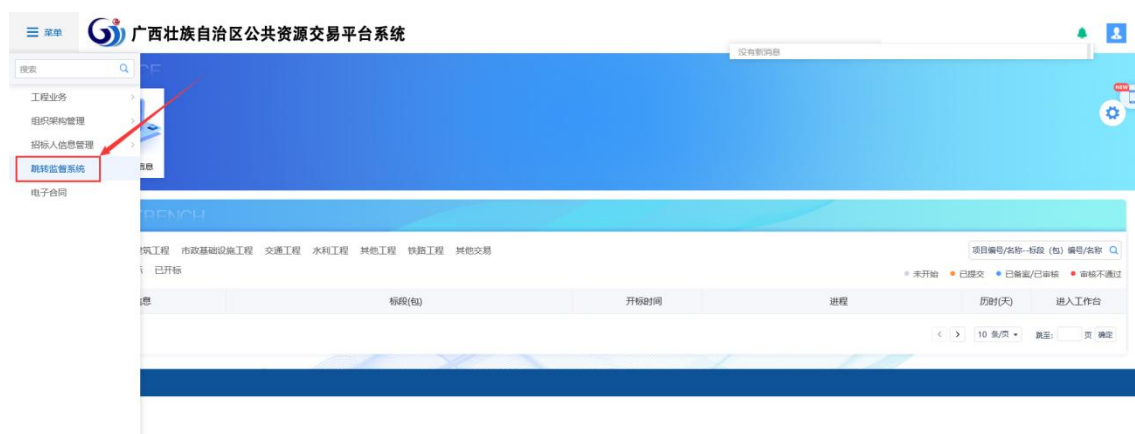 菜单 广西壮族自治区公共资源交易平台系统
没有新消息
搜索
NEW
工程业务
组织架构管理
招标人信息管理
跳转监督系统
电子合同
信息
RENCH
建筑工程 市政基础设施工程 交通工程 水利工程 其他工程 铁路工程 其他交易
项目编号/名称--标段 (包) 编号/名称
已开标
未开始 已提交 已备案/已审核 审核不通过
信息 标段(包) 开标时间 进程 历时(天) 进入工作台
10 条/页 跳至: 页 确定